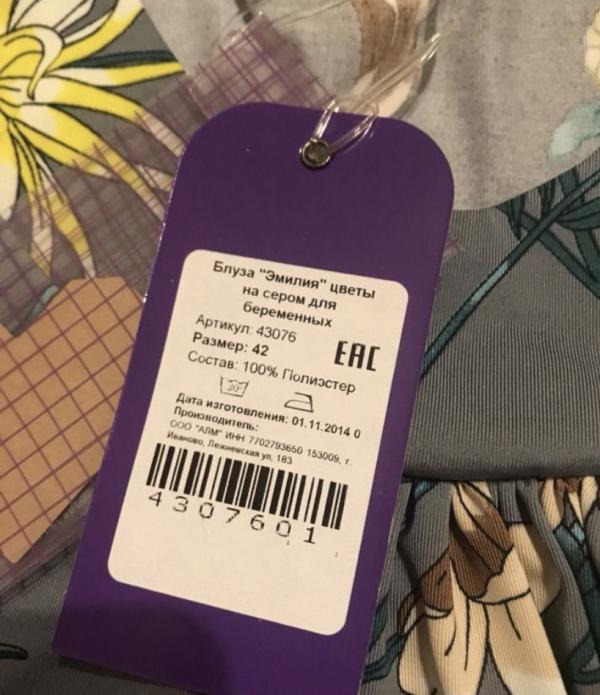 Блуза "Эмилия" цветы
на сером для
беременных
Артикул: 43076
Размер: 42
EAC
Состав: 100% Полиэстер
30°
Дата изготовления: 01.11.2014 0
Производитель:
ООО "АЛМ" ИНН 7702793650 153009, г.
Иваново, Лежневская ул, 183
4307601